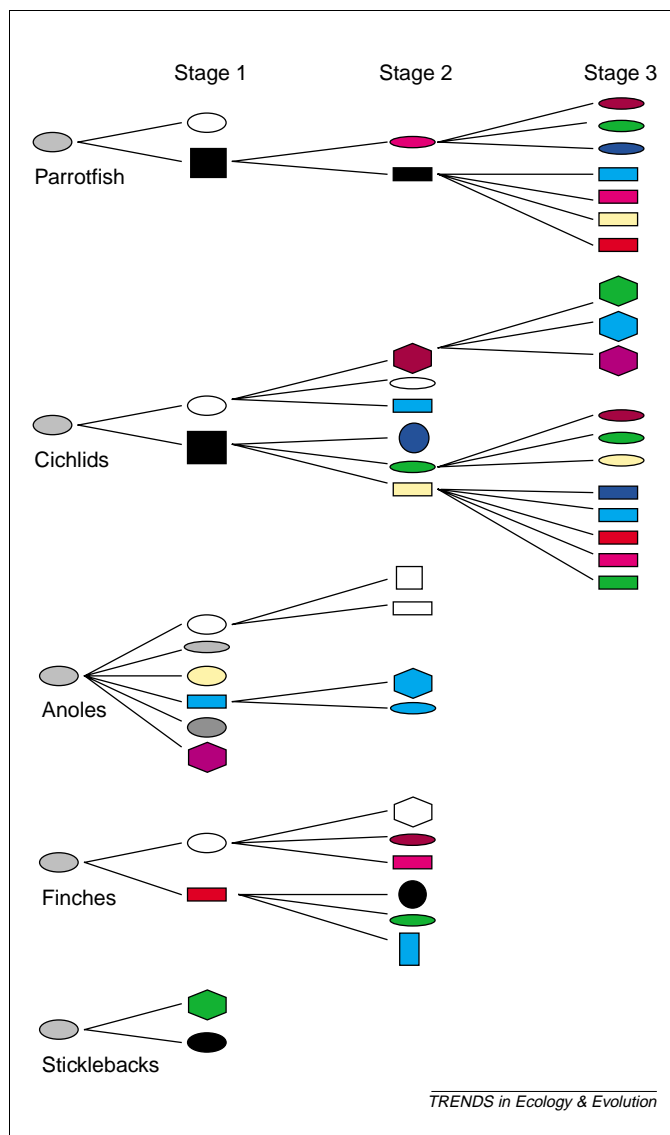 Stage 1 Stage 2 Stage 3
Parrotfish
Cichlids
Anoles
Finches
Sticklebacks
TRENDS in Ecology & Evolution